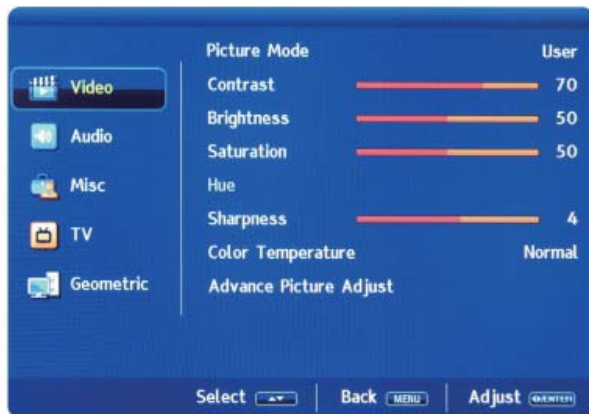 Video
Audio
Misc
TV
Geometric
Picture Mode User
Contrast 70
Brightness 50
Saturation 50
Hue
Sharpness 4
Color Temperature Normal
Advance Picture Adjust
Select Back MENU Adjust ENTER